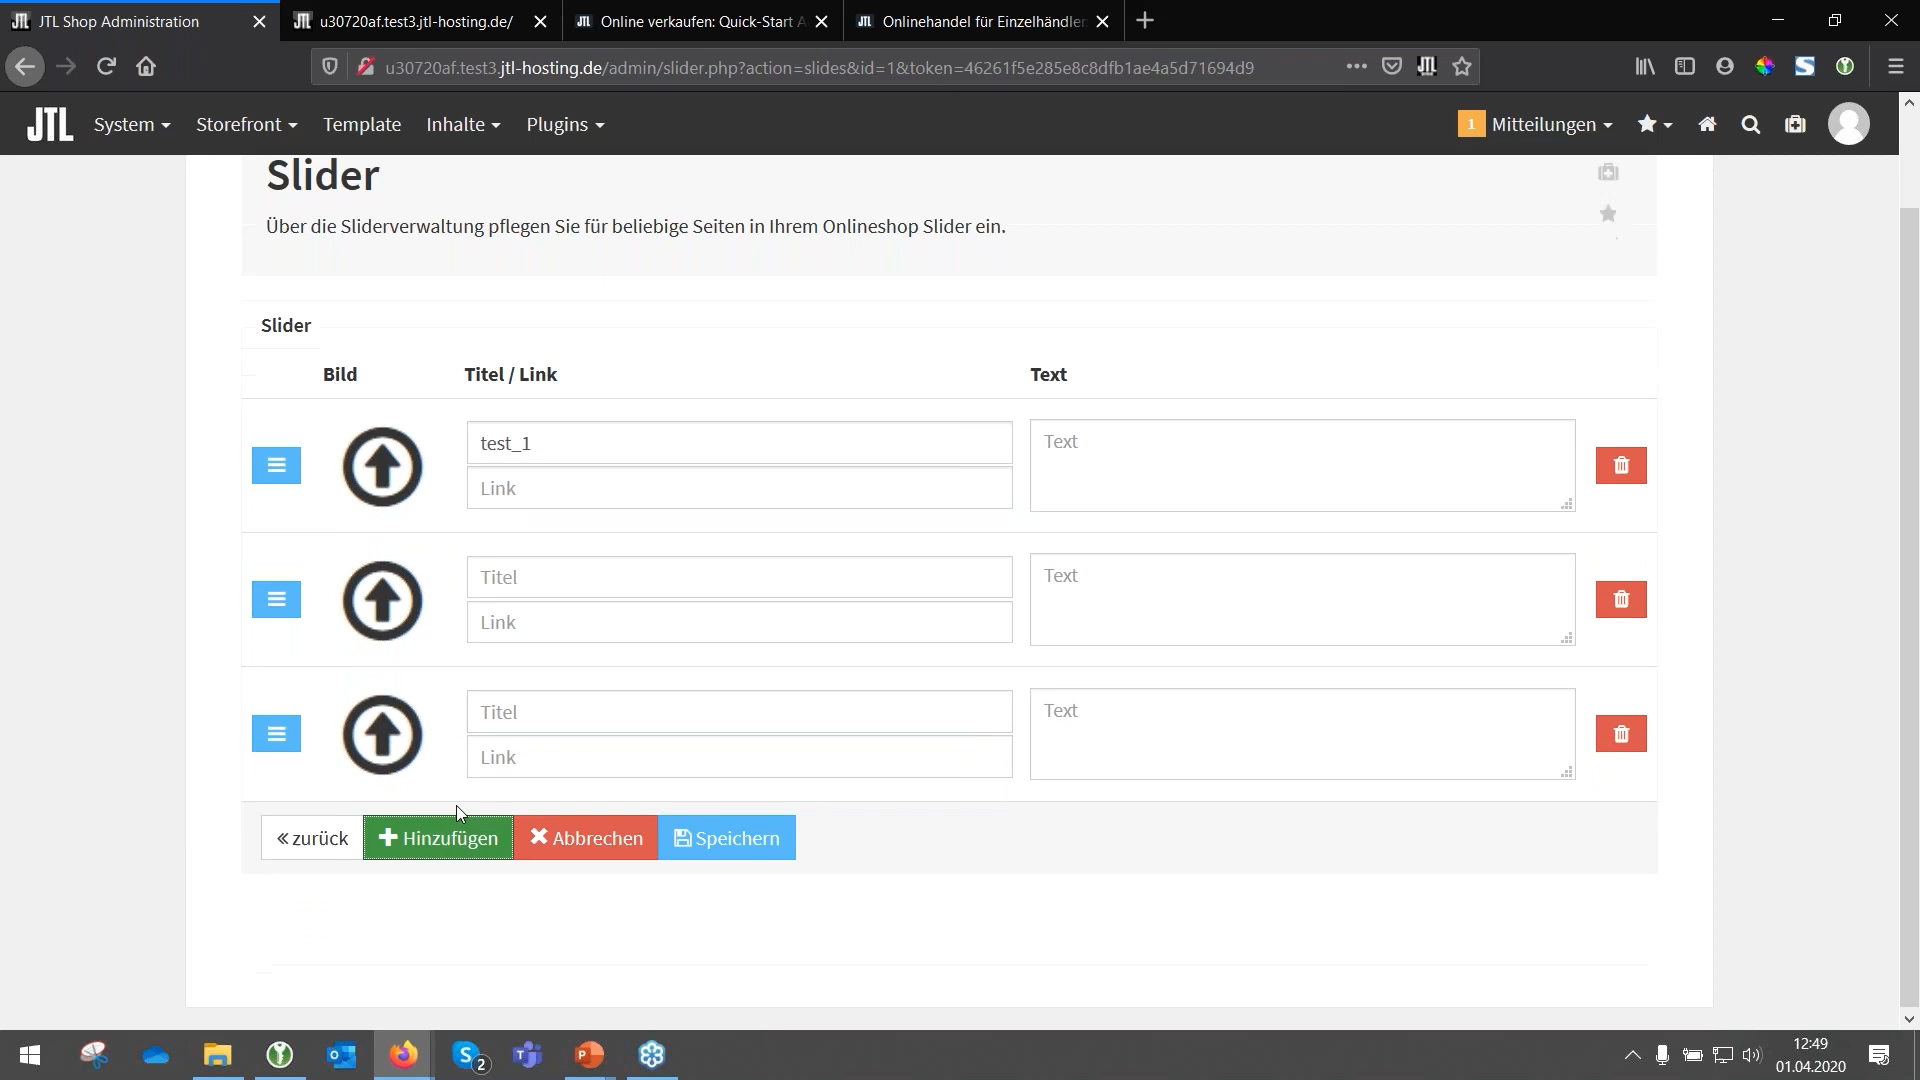 JTL Shop Administration
u30720af.test3.jtl-hosting.de/
Online verkaufen: Quick-Start A
Onlinehandel für Einzelhändler
u30720af.test3.jtl-hosting.de/admin/slider.php?action=slides&id=1&token=46261f5e285e8c8dfb1ae4a5d71694d9
JTL System Storefront Template Inhalte Plugins 1 Mitteilungen
Slider
Über die Sliderverwaltung pflegen Sie für beliebige Seiten in Ihrem Onlineshop Slider ein.
Slider
Bild Titel / Link Text
test_1
Link
Text
Titel
Link
Text
Titel
Link
Text
« zurück Hinzufügen Abbrechen Speichern
2
12:49
01.04.2020